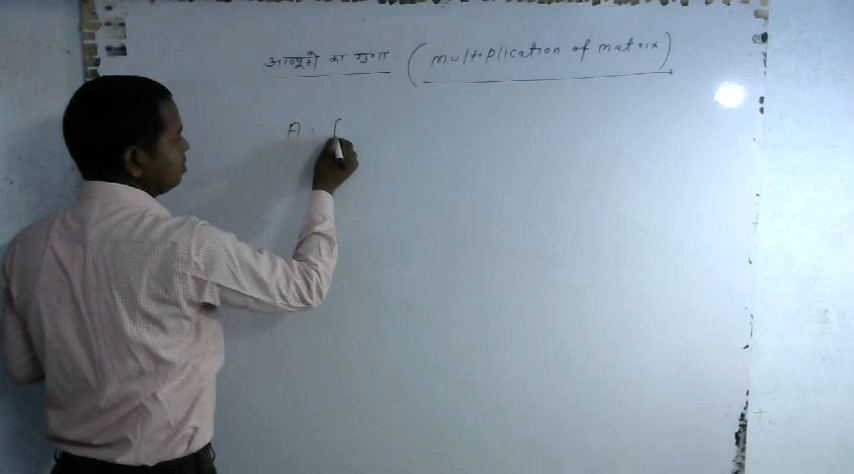 आव्यूहो का गुणा (multiplication of matrix)
A = [